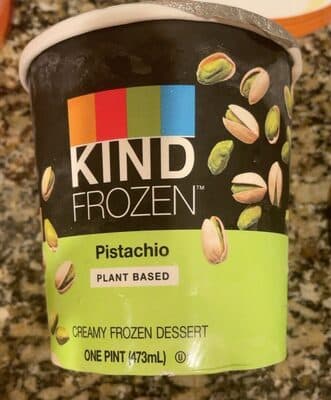 KIND
FROZEN™
Pistachio
PLANT BASED
CREAMY FROZEN DESSERT
ONE PINT (473mL) Ⓤ